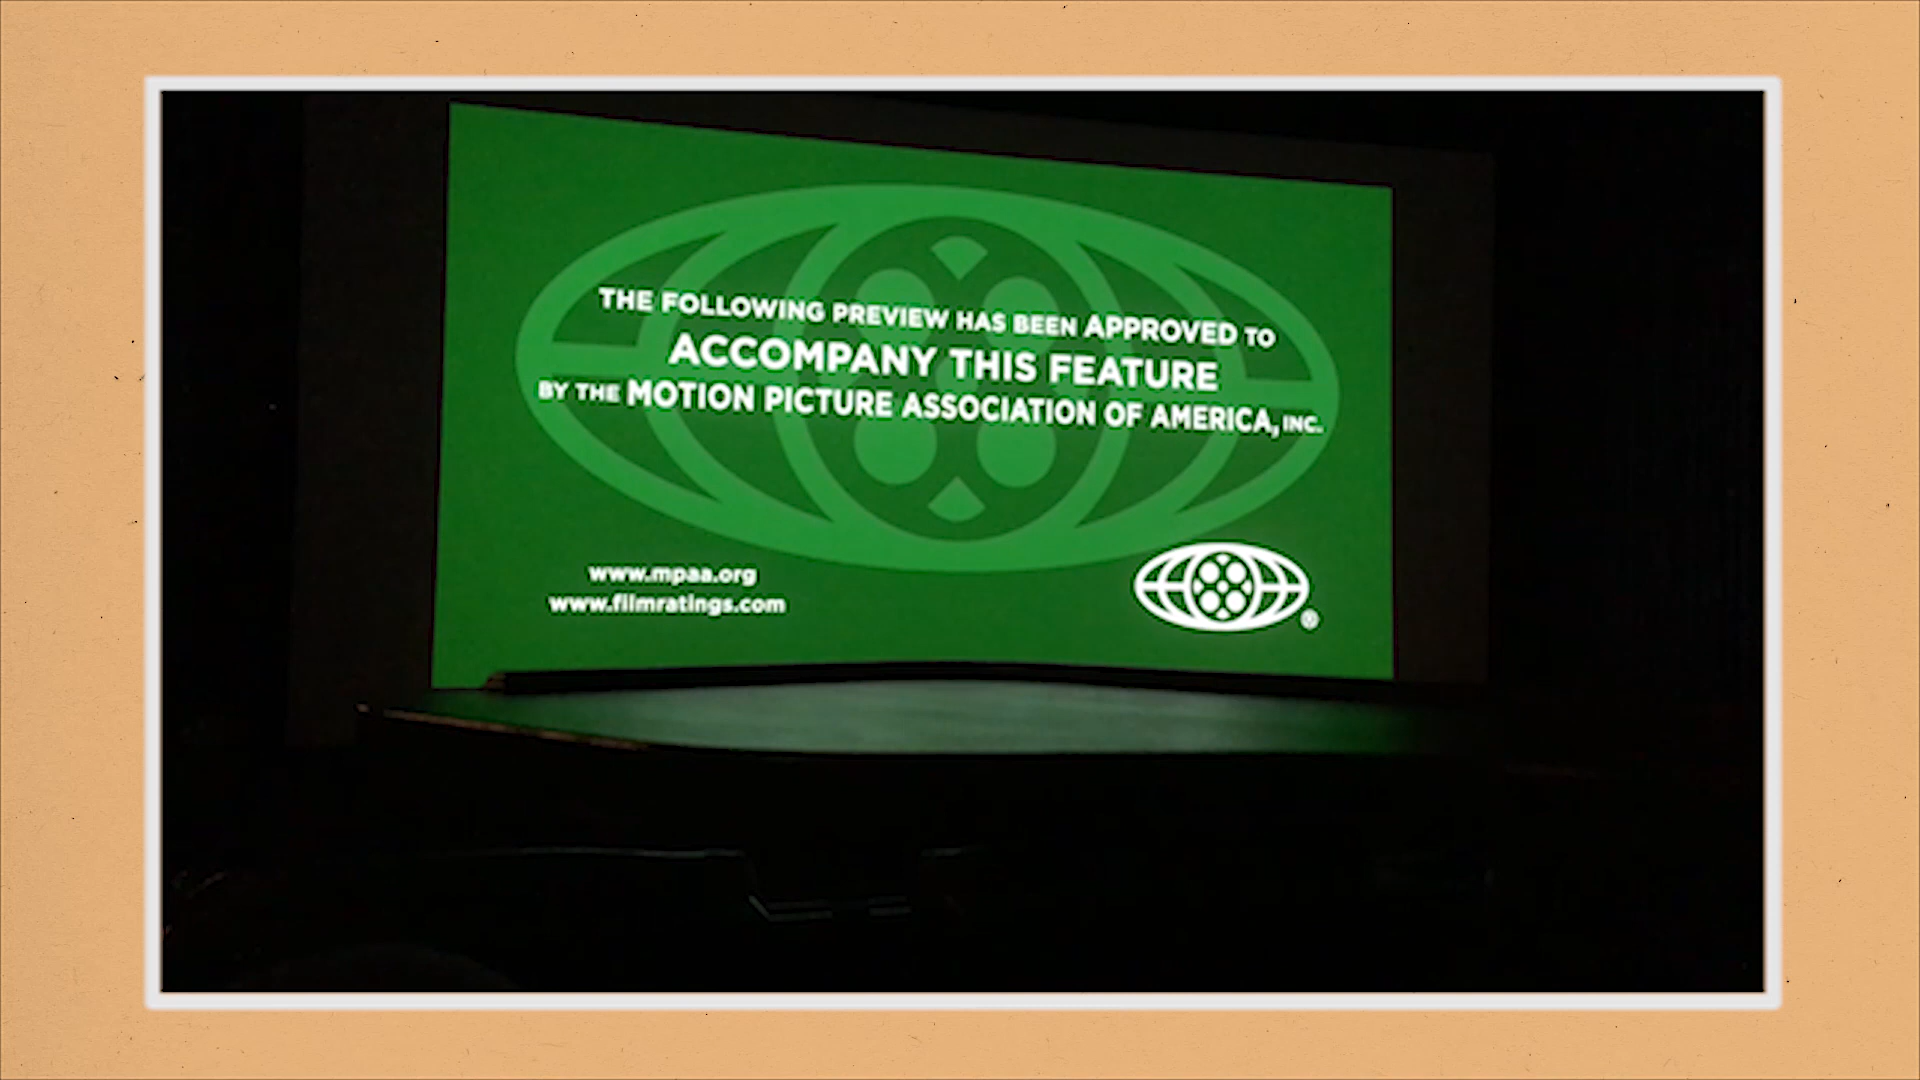 THE FOLLOWING PREVIEW HAS BEEN APPROVED TO
ACCOMPANY THIS FEATURE
BY THE MOTION PICTURE ASSOCIATION OF AMERICA, INC.
www.mpaa.org
www.filmratings.com
®